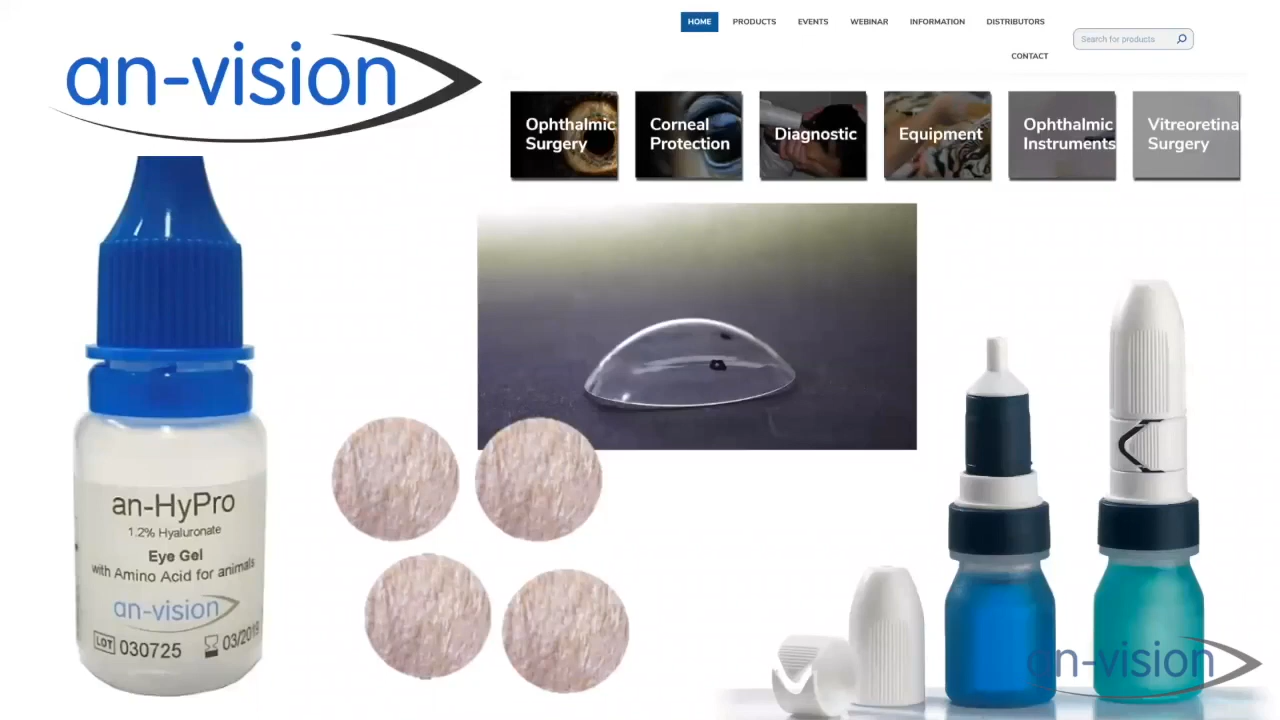 an-vision
HOME PRODUCTS EVENTS WEBINAR INFORMATION DISTRIBUTORS
CONTACT
Search for products
Ophthalmic
Surgery
Corneal
Protection
Diagnostic
Equipment
Ophthalmic
Instruments
Vitreoretina
Surgery
an-HyPro
1.2% Hyaluronate
Eye Gel
with Amino Acid for animals
an-vision
LOT 030725
03/2019
an-vision